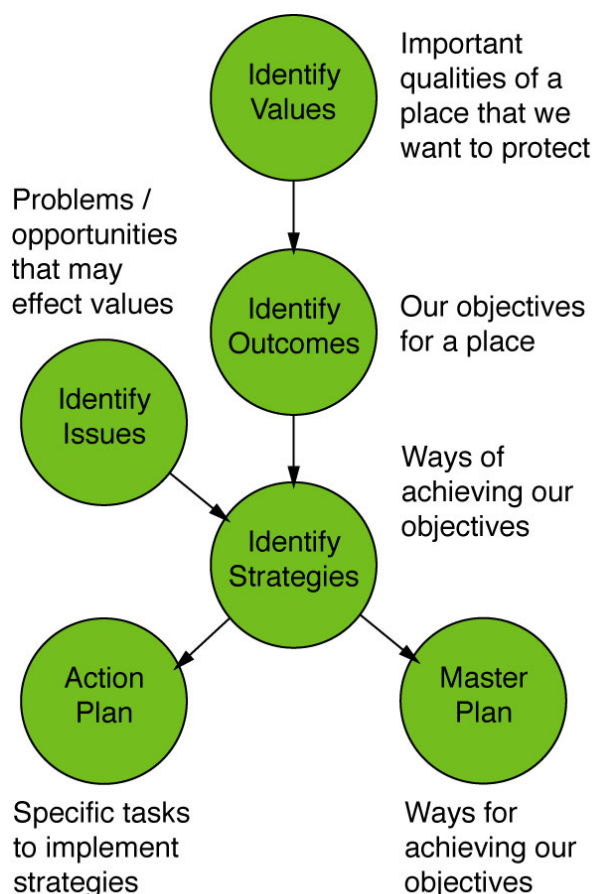 Identify
Values
Important
qualities of a
place that we
want to protect
Problems /
opportunities
that may
effect values
Identify
Outcomes
Our objectives
for a place
Identify
Issues
Ways of
achieving our
objectives
Identify
Strategies
Action
Plan
Master
Plan
Specific tasks
to implement
strategies
Ways for
achieving our
objectives